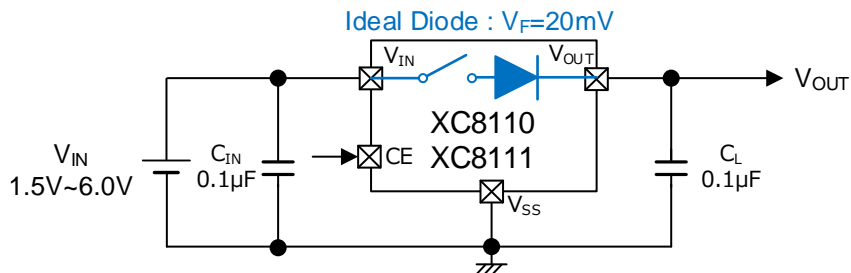 Ideal Diode : VF=20mV
VIN
VOUT
VOUT
XC8110
XC8111
CE
VIN
1.5V~6.0V
CIN
0.1µF
CL
0.1µF
VSS